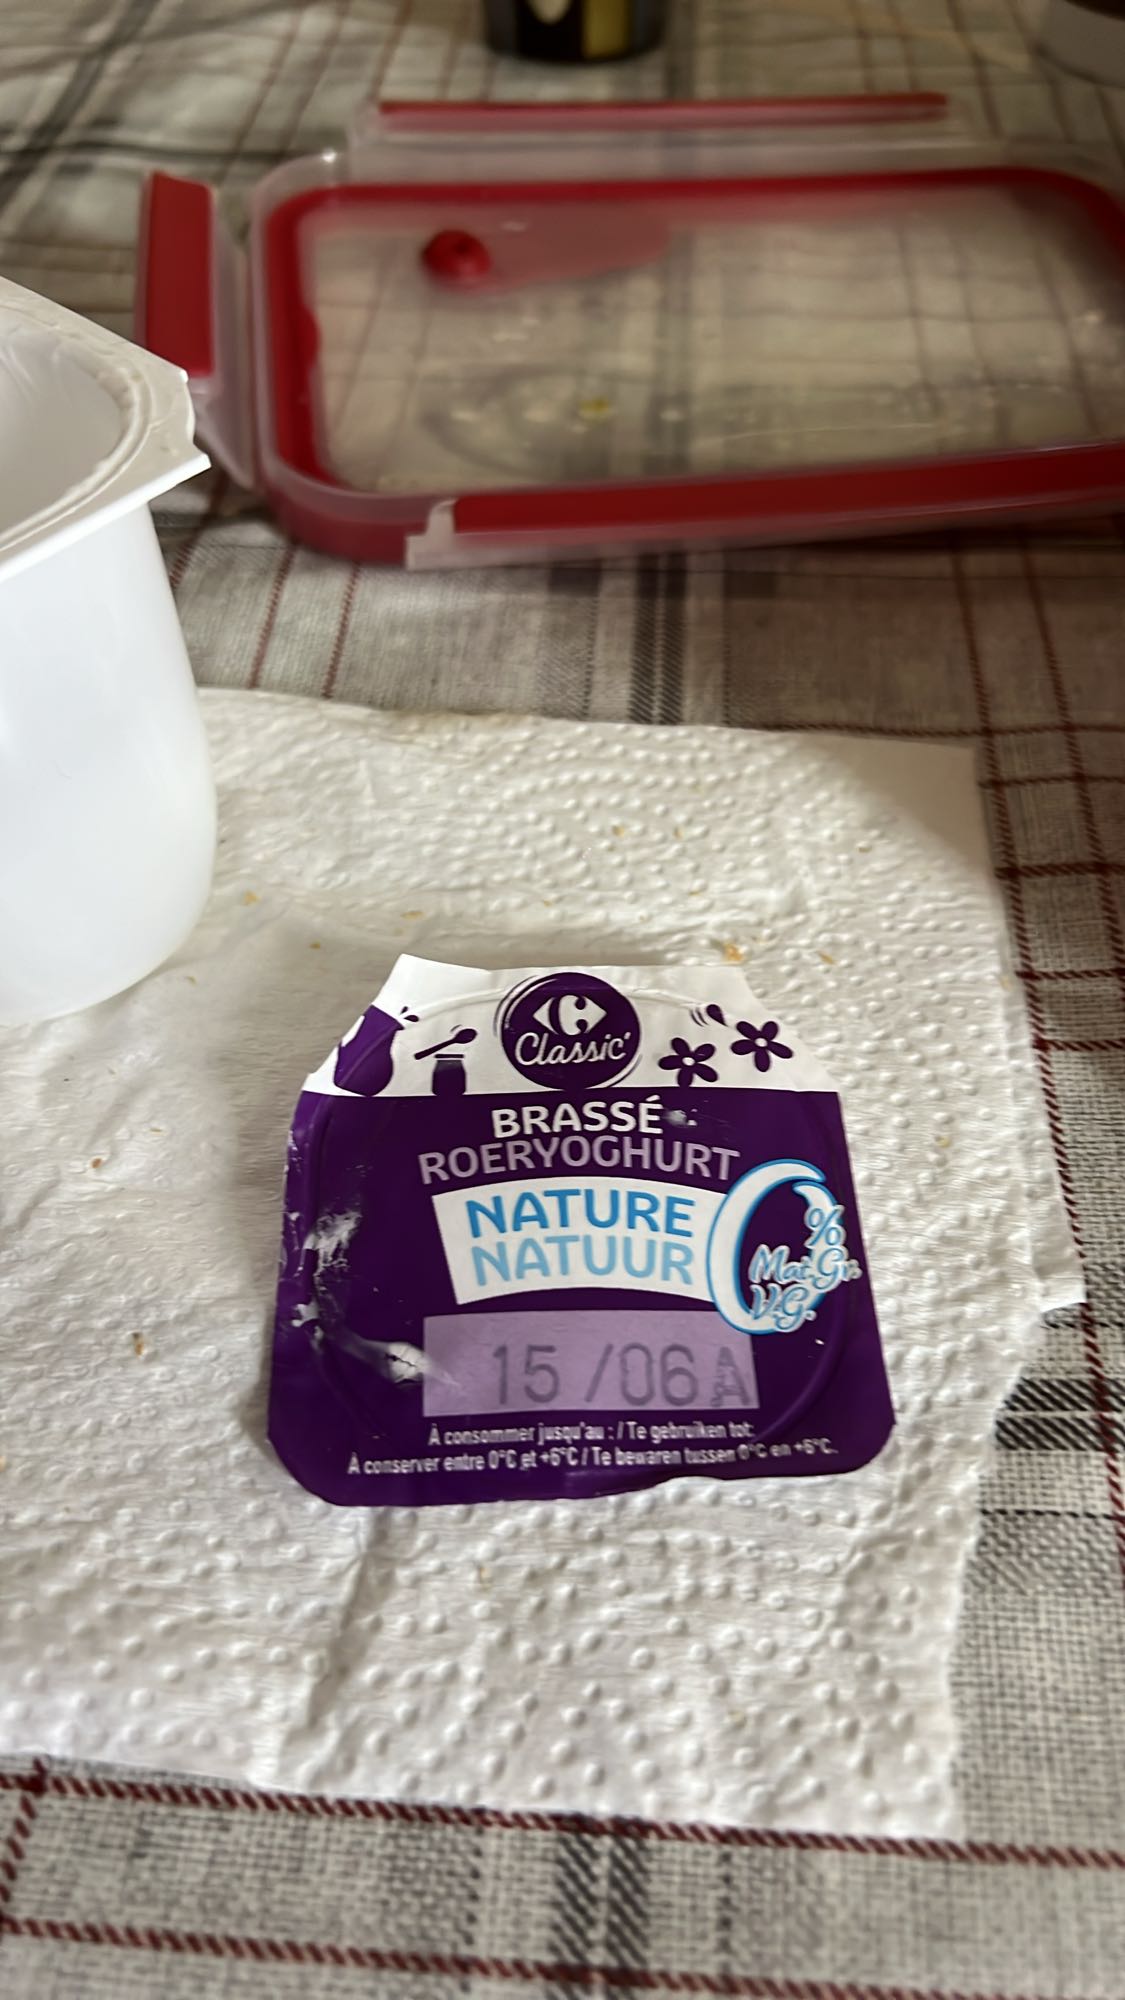 Classic'
BRASSÉ
ROERYOGHURT
NATURE
NATUUR
0%
Mat.Gr.
V.G.
15 /06 A
À consommer jusqu'au : / Te gebruiken tot:
À conserver entre 0°C et +6°C / Te bewaren tussen 0°C en +6°C.